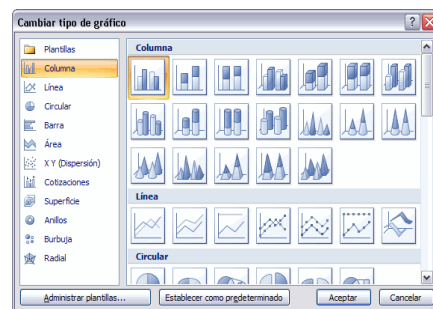 Cambiar tipo de gráfico
Plantillas
Columna
Línea
Circular
Barra
Área
X Y (Dispersión)
Cotizaciones
Superficie
Anillos
Burbuja
Radial
Columna
Línea
Circular
Administrar plantillas...
Establecer como predeterminado
Aceptar
Cancelar